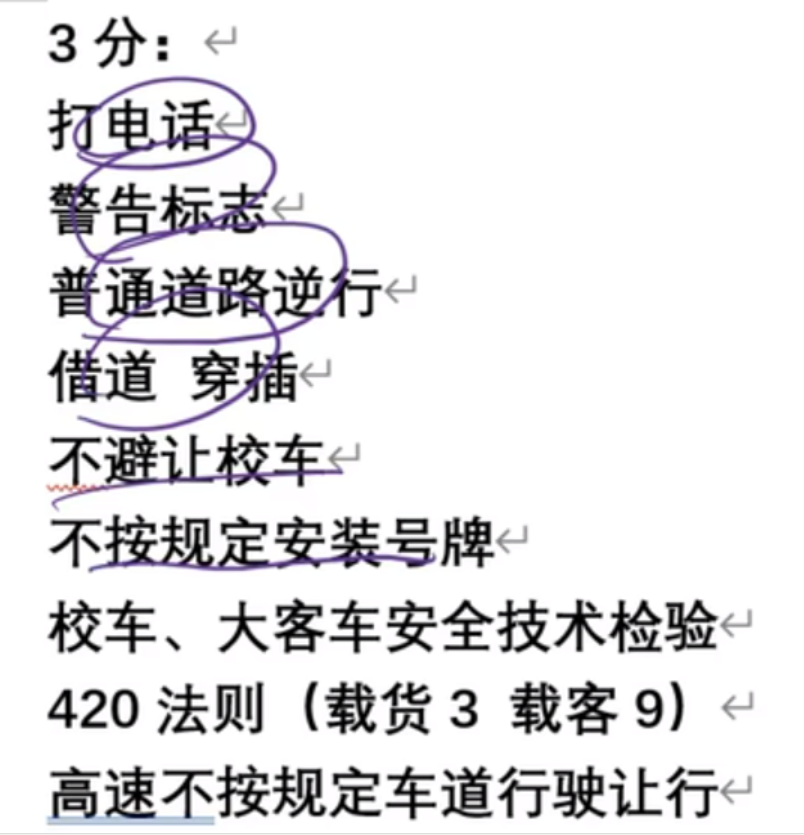 3 分：
打电话
警告标志
普通道路逆行
借道 穿插
不避让校车
不按规定安装号牌
校车、大客车安全技术检验
420 法则（载货 3 载客 9）
高速不按规定车道行驶让行